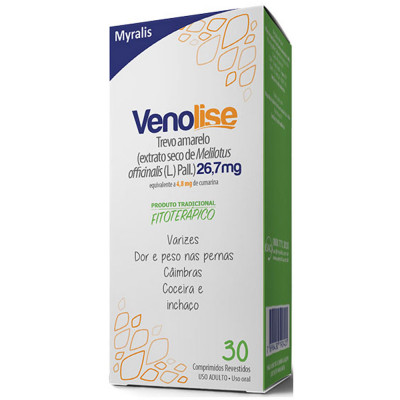 Myralis
Venolise
Trevo amarelo
(extrato seco de Melilotus
officinalis (L.) Pall.) 26,7mg
equivalente a 4,8 mg de cumarina
PRODUTO TRADICIONAL
FITOTERÁPICO
Varizes
Dor e peso nas pernas
Câimbras
Coceira e
inchaço
30
Comprimidos Revestidos
USO ADULTO • Uso oral